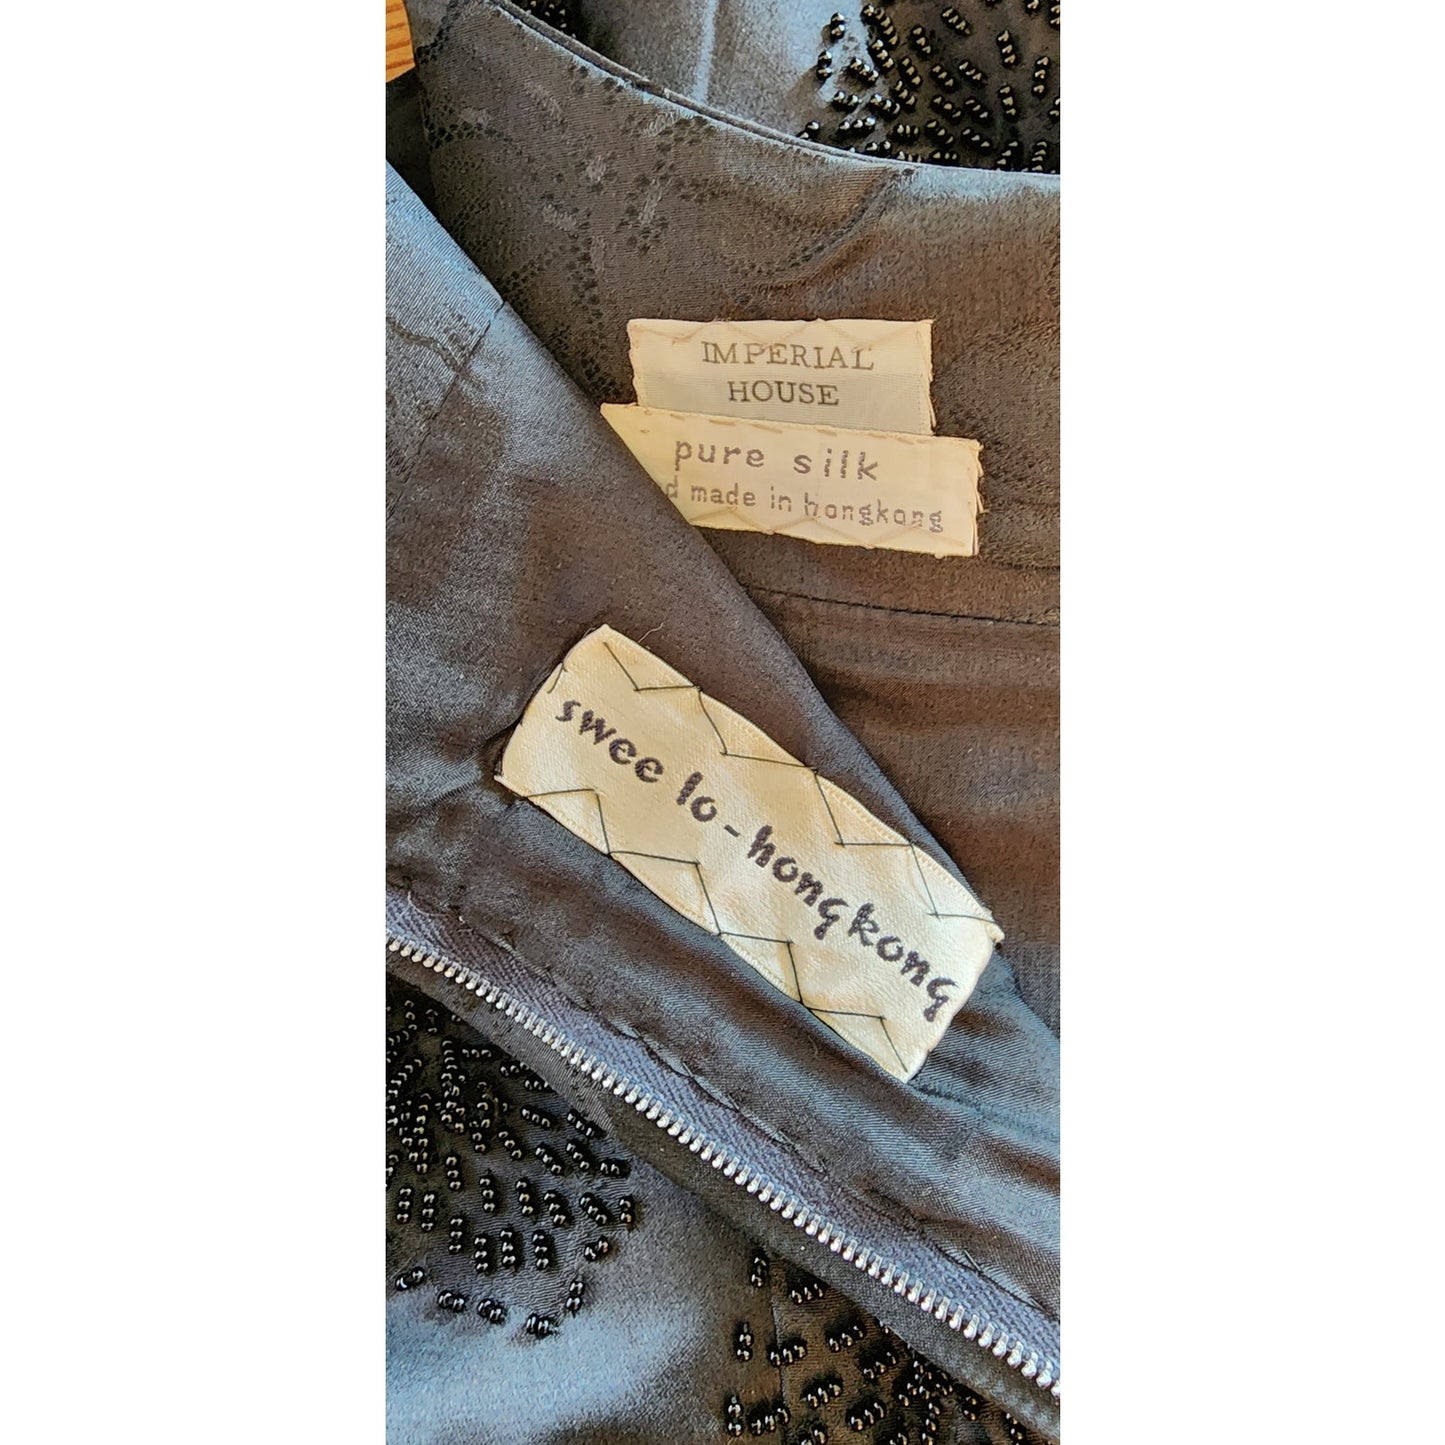 IMPERIAL
HOUSE
pure silk
made in hongkong
swee lo - hongkong